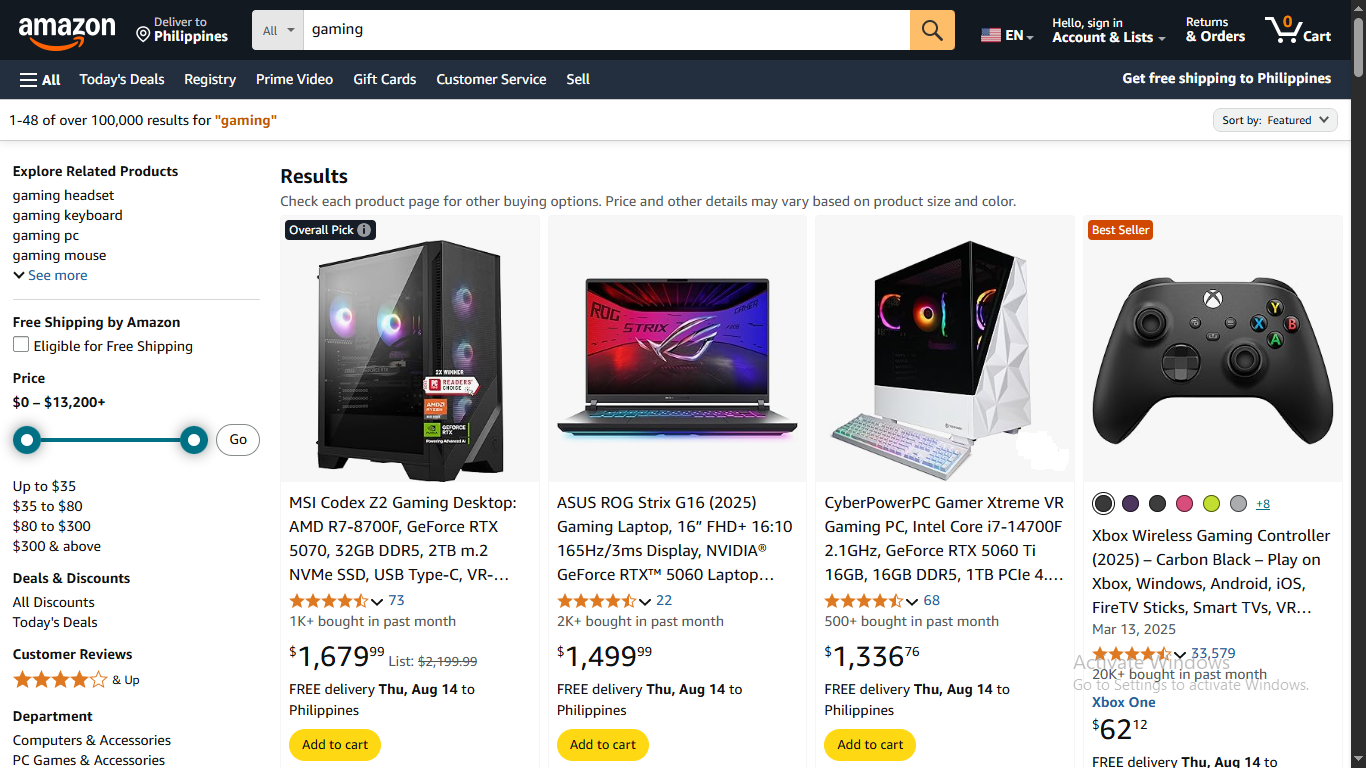 amazon
Deliver to
Philippines
All
gaming
EN
Hello, sign in
Account & Lists
Returns
& Orders
0
Cart
All
Today's Deals
Registry
Prime Video
Gift Cards
Customer Service
Sell
Get free shipping to Philippines
1-48 of over 100,000 results for "gaming"
Sort by: Featured
Explore Related Products
gaming headset
gaming keyboard
gaming pc
gaming mouse
See more
Free Shipping by Amazon
Eligible for Free Shipping
Price
$0 – $13,200+
Go
Up to $35
$35 to $80
$80 to $300
$300 & above
Deals & Discounts
All Discounts
Today's Deals
Customer Reviews
& Up
Department
Computers & Accessories
PC Games & Accessories
Results
Check each product page for other buying options. Price and other details may vary based on product size and color.
Overall Pick
2X WINNER
READERS'
CHOICE
AMD
RYZEN
GEFORCE
RTX
Powering Advanced AI
MSI Codex Z2 Gaming Desktop:
AMD R7-8700F, GeForce RTX
5070, 32GB DDR5, 2TB m.2
NVMe SSD, USB Type-C, VR-...
73
1K+ bought in past month
$1,679.99 List: $2,199.99
FREE delivery Thu, Aug 14 to
Philippines
Add to cart
ROG
STRIX
ASUS ROG Strix G16 (2025)
Gaming Laptop, 16” FHD+ 16:10
165Hz/3ms Display, NVIDIA®
GeForce RTX™ 5060 Laptop...
22
2K+ bought in past month
$1,499.99
FREE delivery Thu, Aug 14 to
Philippines
Add to cart
CyberPowerPC Gamer Xtreme VR
Gaming PC, Intel Core i7-14700F
2.1GHz, GeForce RTX 5060 Ti
16GB, 16GB DDR5, 1TB PCIe 4....
68
500+ bought in past month
$1,336.76
FREE delivery Thu, Aug 14 to
Philippines
Add to cart
Best Seller
Y
X
B
A
+8
Xbox Wireless Gaming Controller
(2025) – Carbon Black – Play on
Xbox, Windows, Android, iOS,
FireTV Sticks, Smart TVs, VR...
Mar 13, 2025
33,579
20K+ bought in past month
Xbox One
$62.12
FREE delivery Thu, Aug 14 to
Activate Windows
Go to Settings to activate Windows.